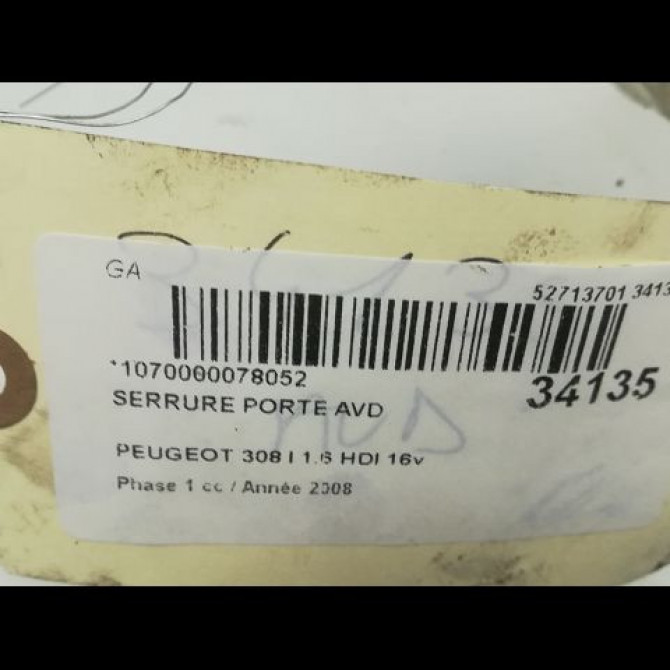 GA
52713701 3413
*1070000078052
34135
SERRURE PORTE AVD
PEUGEOT 308 I 1.6 HDI 16v
Phase 1 cc / Année 2008
AVD